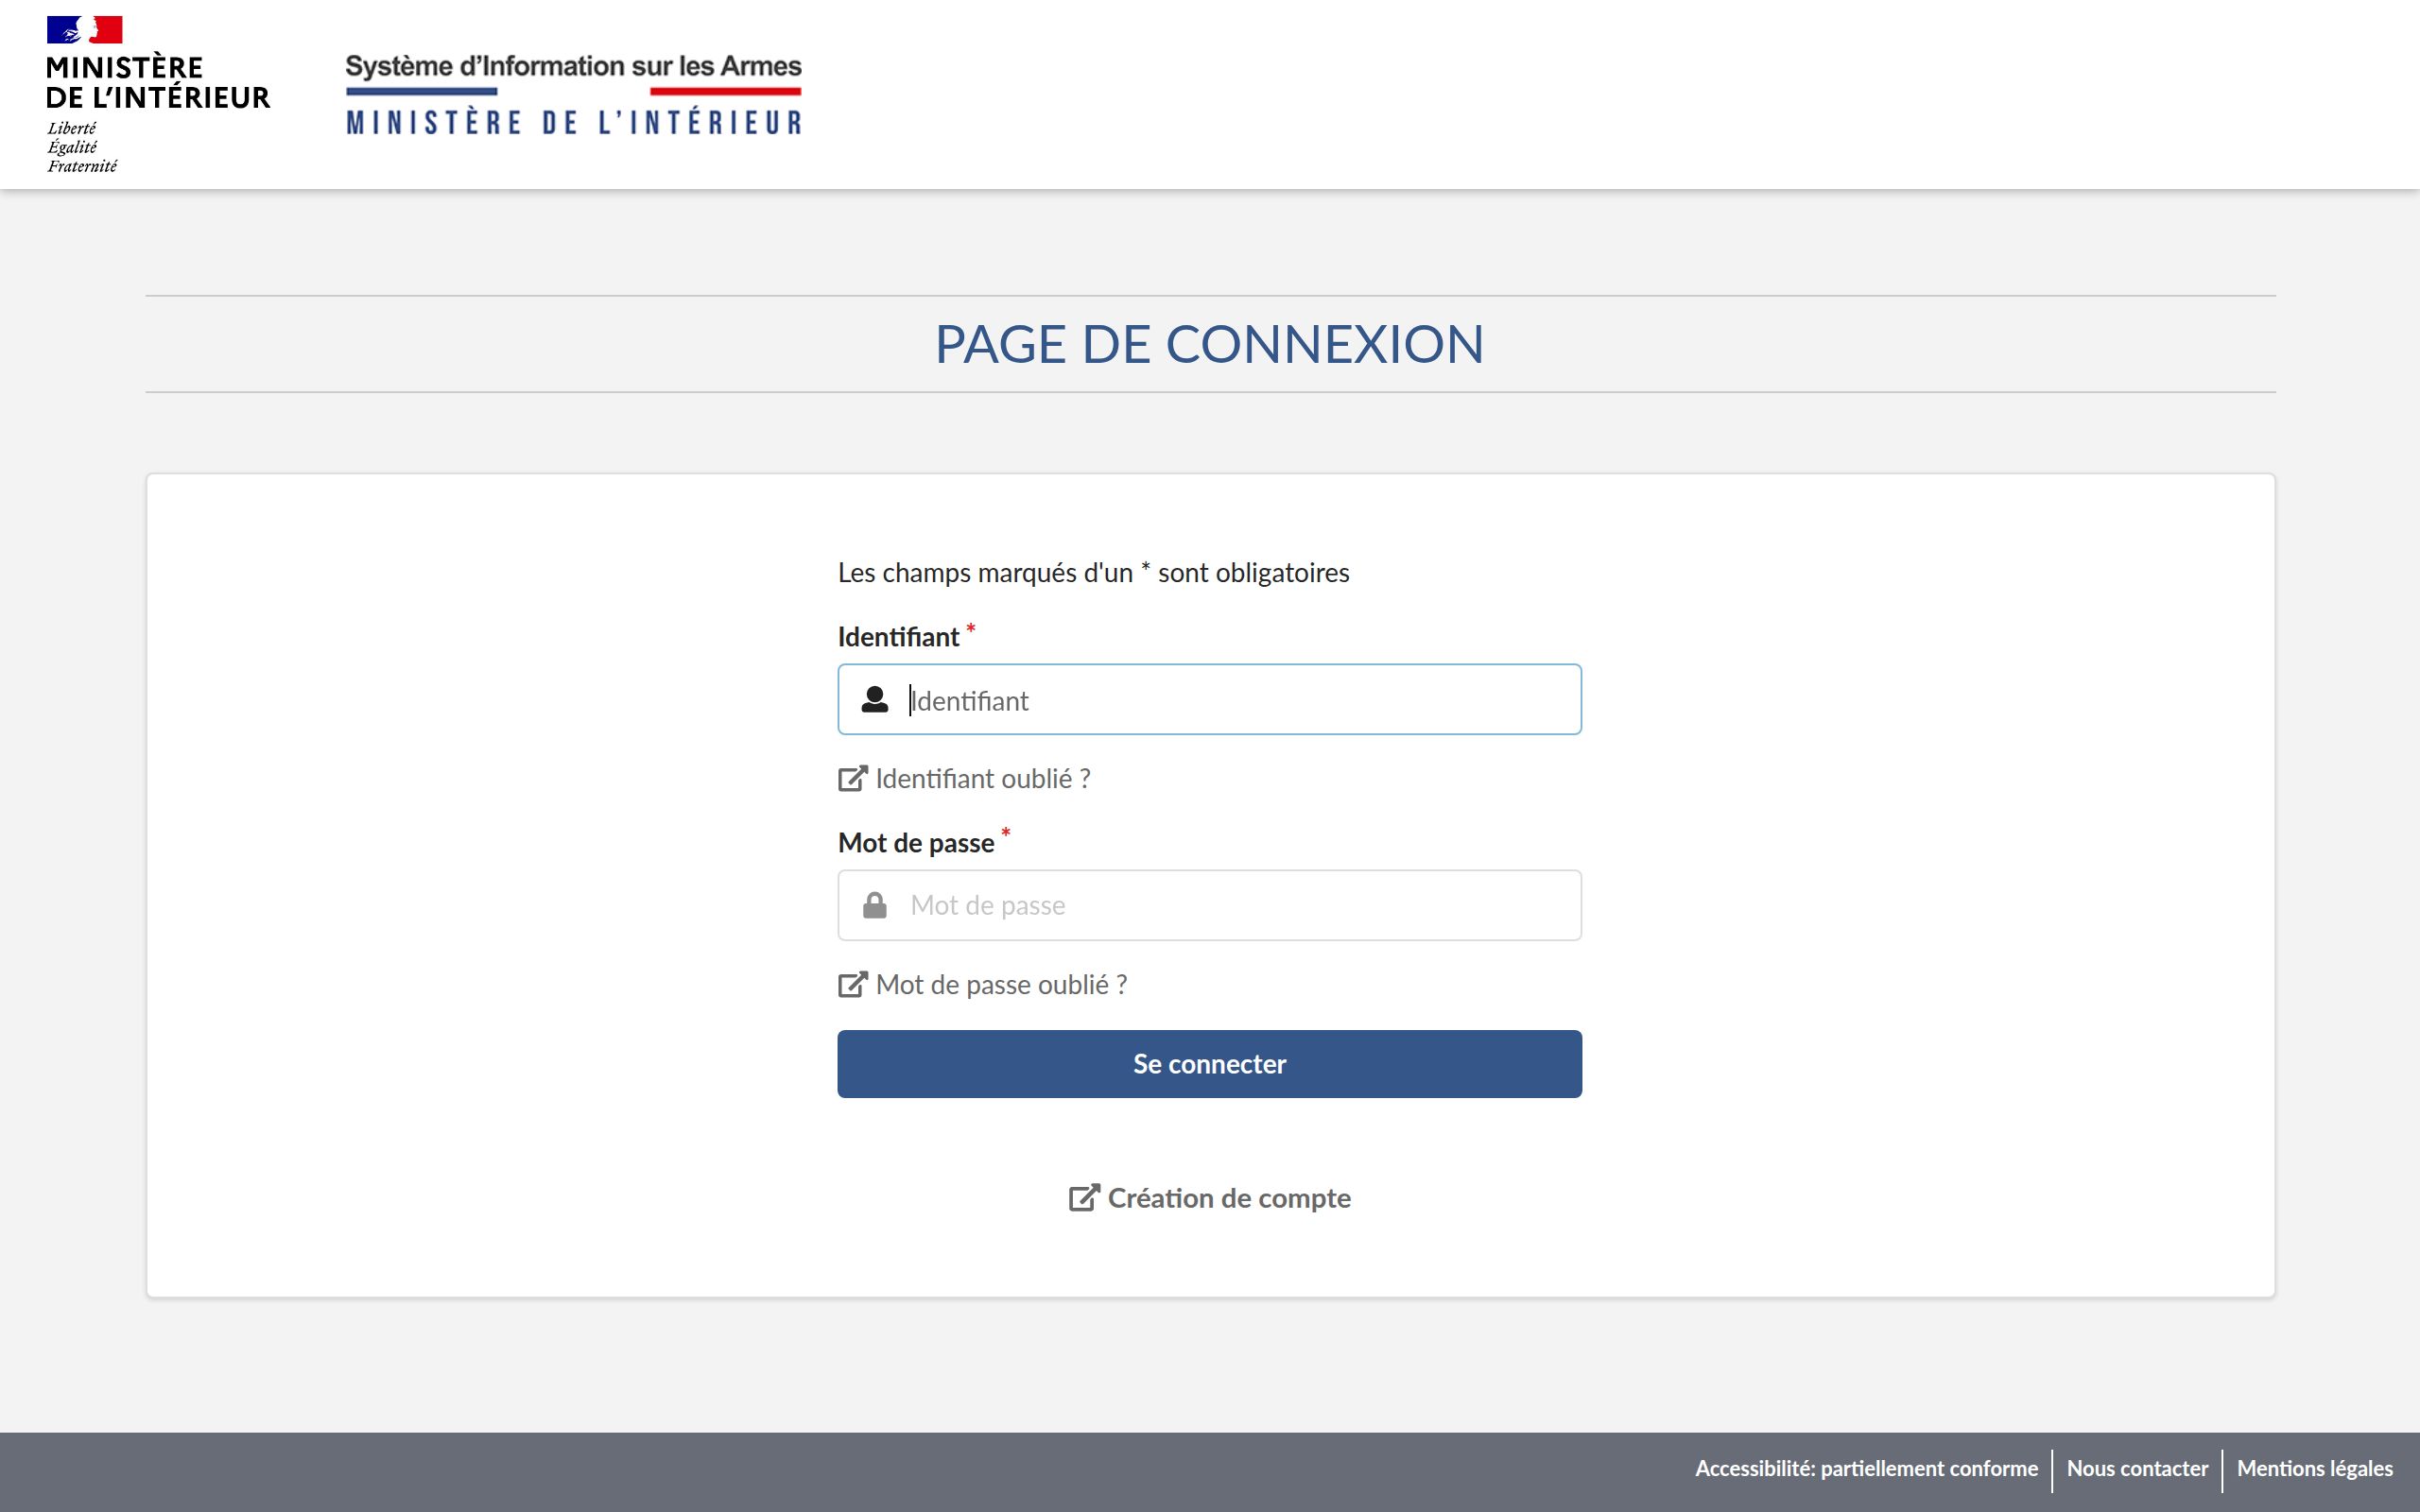 MINISTÈRE
DE L'INTÉRIEUR
Liberté
Égalité
Fraternité
Système d'Information sur les Armes
MINISTÈRE DE L'INTÉRIEUR
PAGE DE CONNEXION
Les champs marqués d'un * sont obligatoires
Identifiant *
Identifiant
Identifiant oublié ?
Mot de passe *
Mot de passe
Mot de passe oublié ?
Se connecter
Création de compte
Accessibilité: partiellement conforme
Nous contacter
Mentions légales